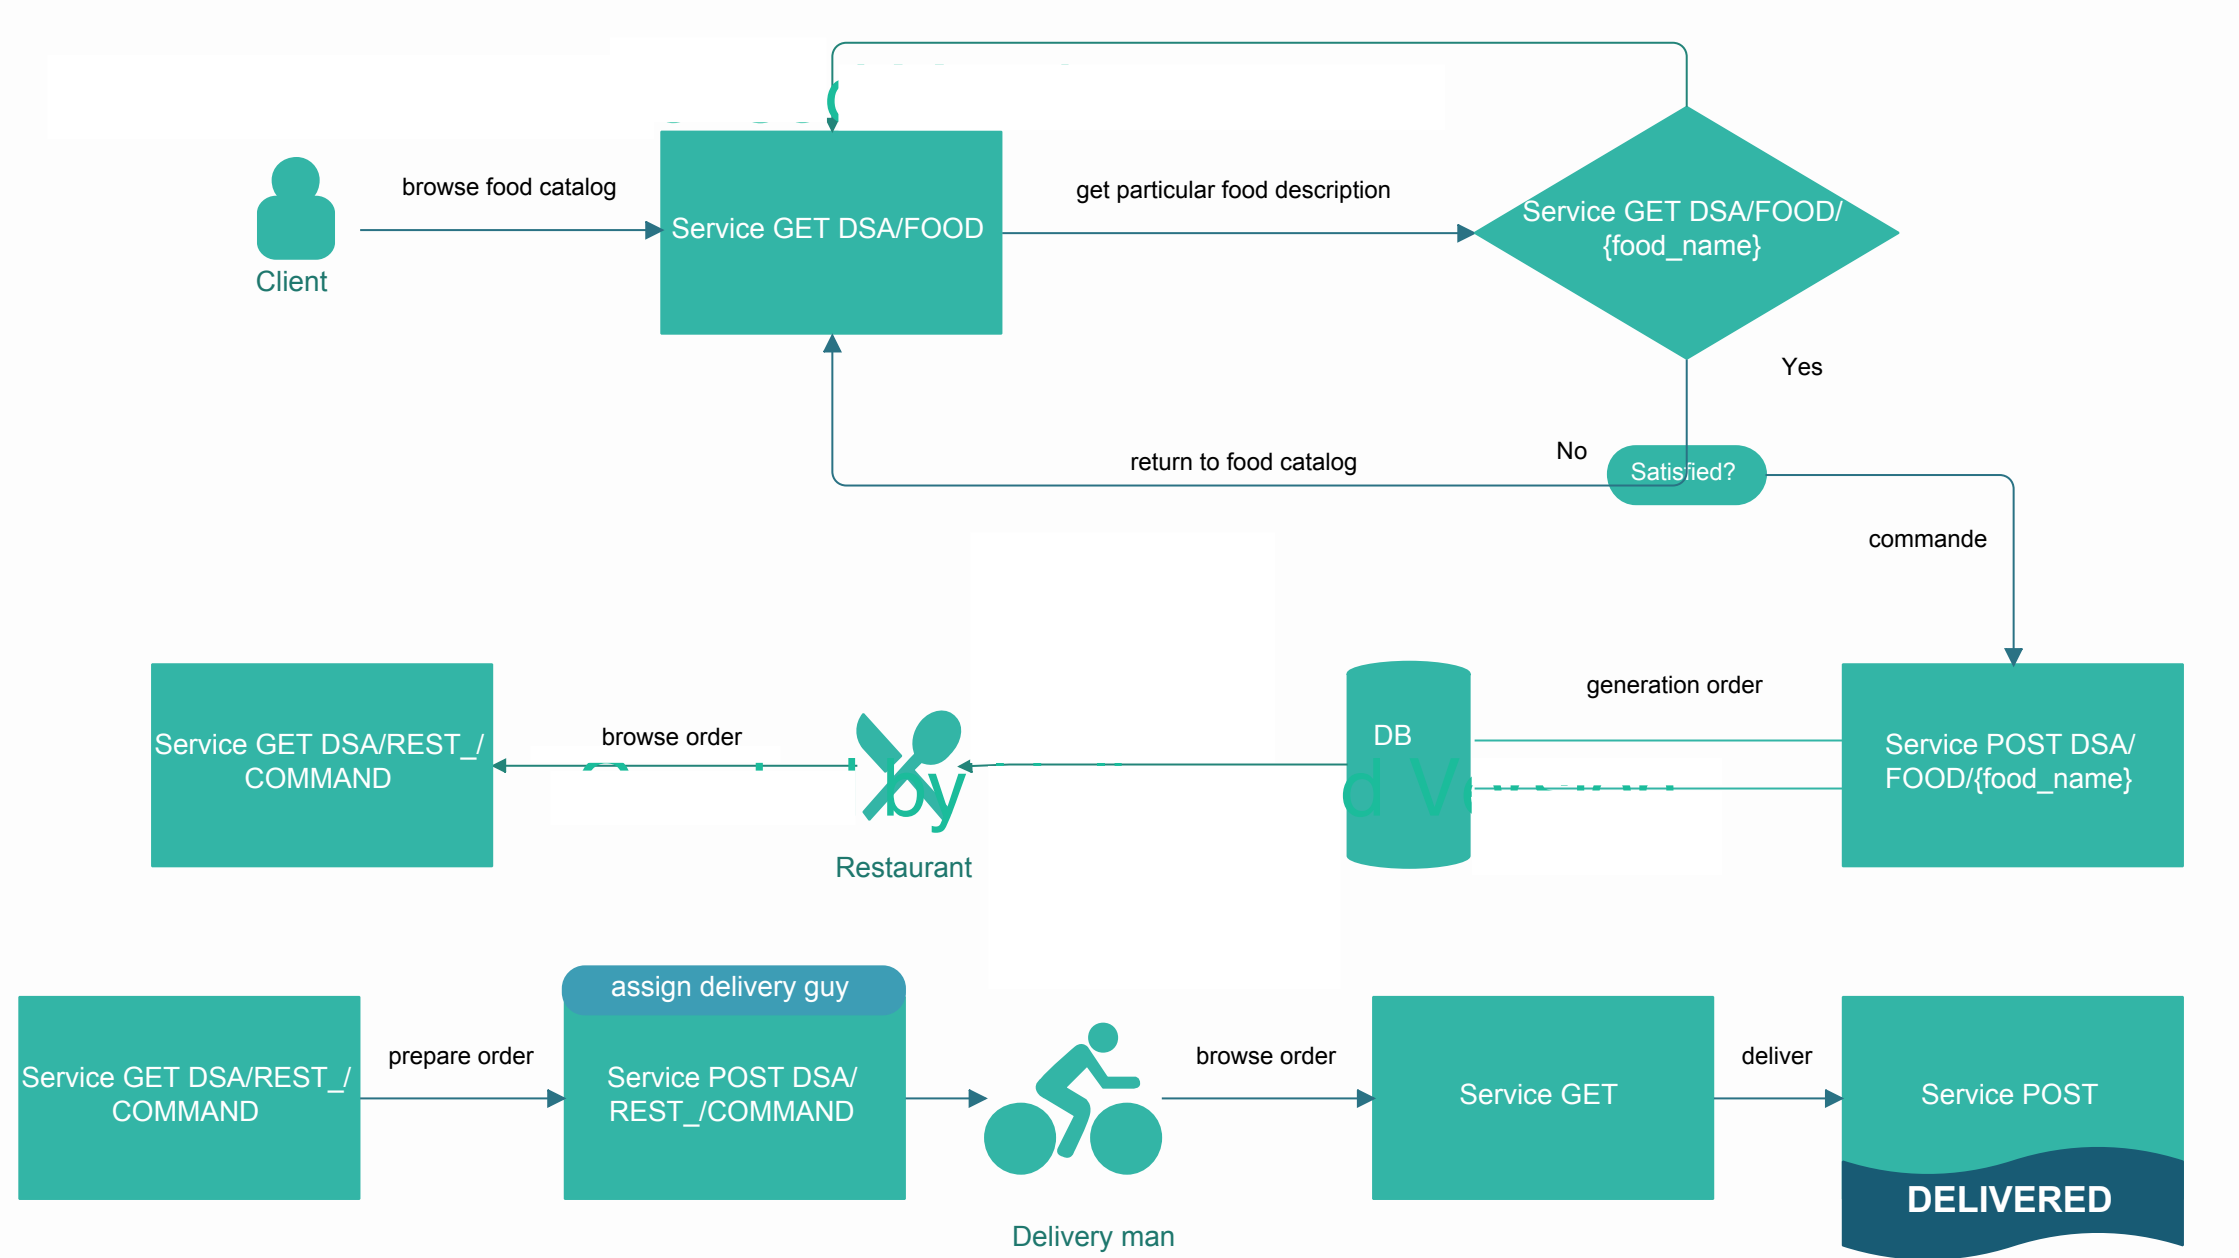 browse food catalog
get particular food description
Service GET DSA/FOOD
Service GET DSA/FOOD/
{food_name}
Client
Yes
No
return to food catalog
Satisfied?
commande
generation order
DB
browse order
Service GET DSA/REST_/
COMMAND
by
d
Service POST DSA/
FOOD/{food_name}
Restaurant
assign delivery guy
prepare order
browse order
deliver
Service GET DSA/REST_/
COMMAND
Service POST DSA/
REST_/COMMAND
Service GET
Service POST
DELIVERED
Delivery man